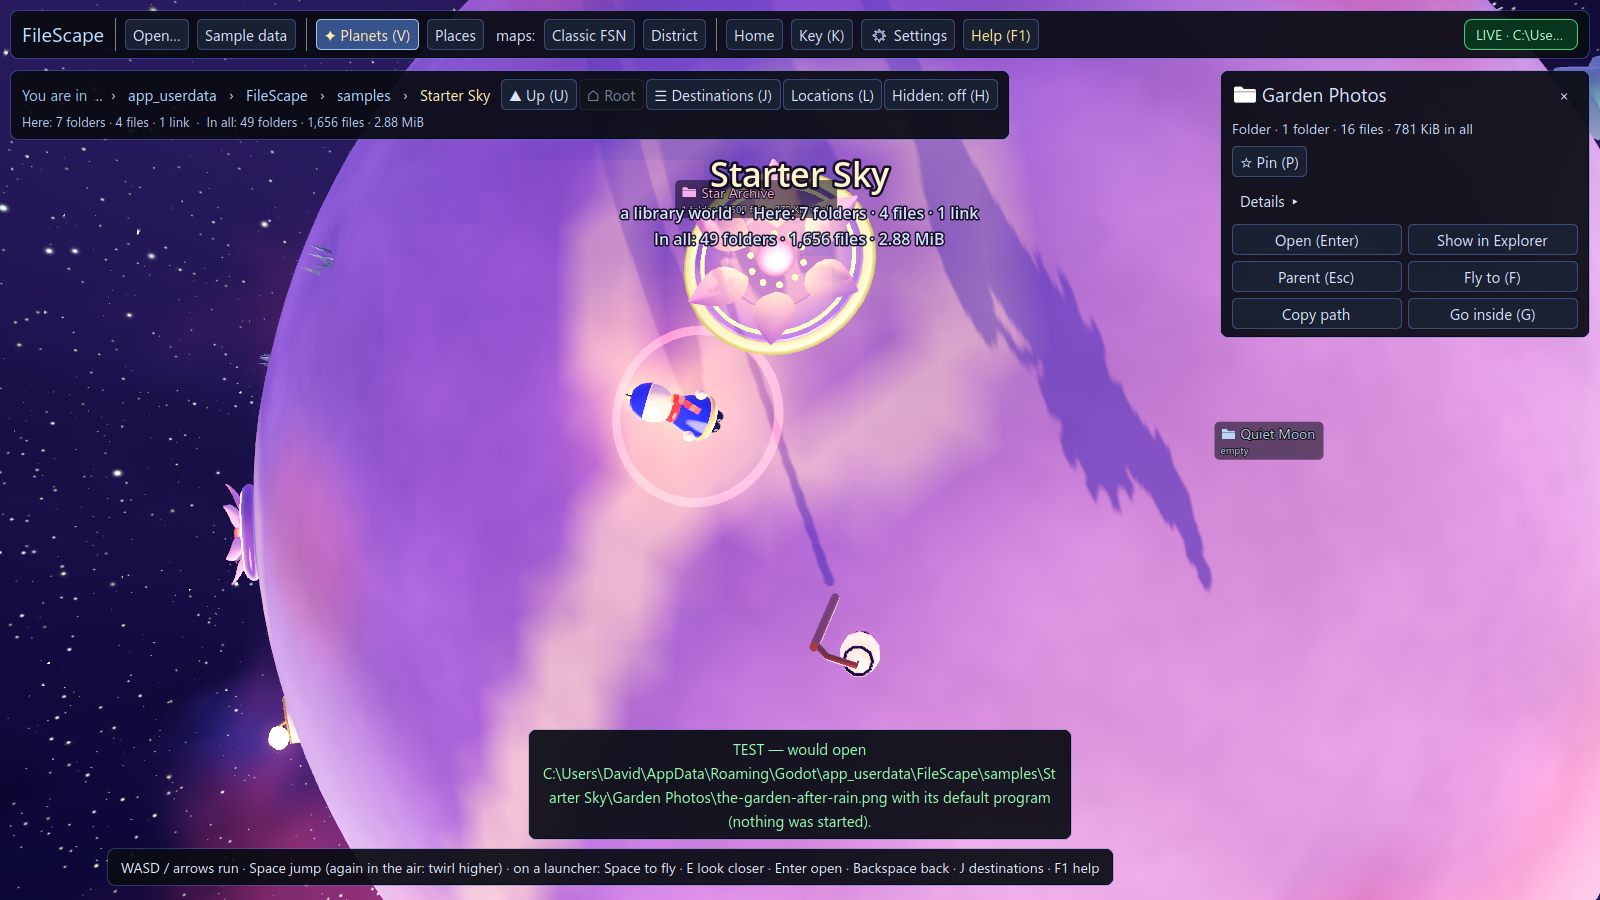 FileScape
Open...
Sample data
✦ Planets (V)
Places
maps:
Classic FSN
District
Home
Key (K)
Settings
Help (F1)
LIVE · C:\Use...
You are in .. › app_userdata › FileScape › samples › Starter Sky
▲ Up (U)
Root
☰ Destinations (J)
Locations (L)
Hidden: off (H)
Here: 7 folders · 4 files · 1 link · In all: 49 folders · 1,656 files · 2.88 MiB
Garden Photos
×
Folder · 1 folder · 16 files · 781 KiB in all
☆ Pin (P)
Details ▸
Open (Enter)
Show in Explorer
Parent (Esc)
Fly to (F)
Copy path
Go inside (G)
Starter Sky
Star Archive
a library world · Here: 7 folders · 4 files · 1 link
In all: 49 folders · 1,656 files · 2.88 MiB
Quiet Moon
empty
TEST — would open
C:\Users\David\AppData\Roaming\Godot\app_userdata\FileScape\samples\St
arter Sky\Garden Photos\the-garden-after-rain.png with its default program
(nothing was started).
WASD / arrows run · Space jump (again in the air: twirl higher) · on a launcher: Space to fly · E look closer · Enter open · Backspace back · J destinations · F1 help